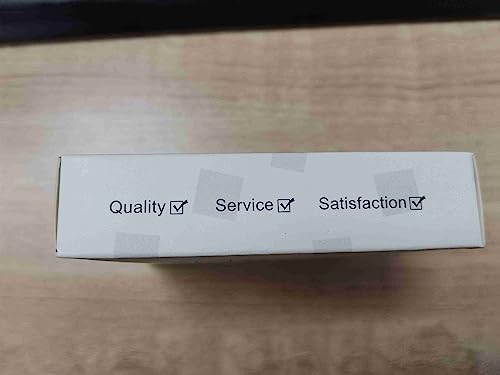 Quality ☑ Service ☑ Satisfaction ☑